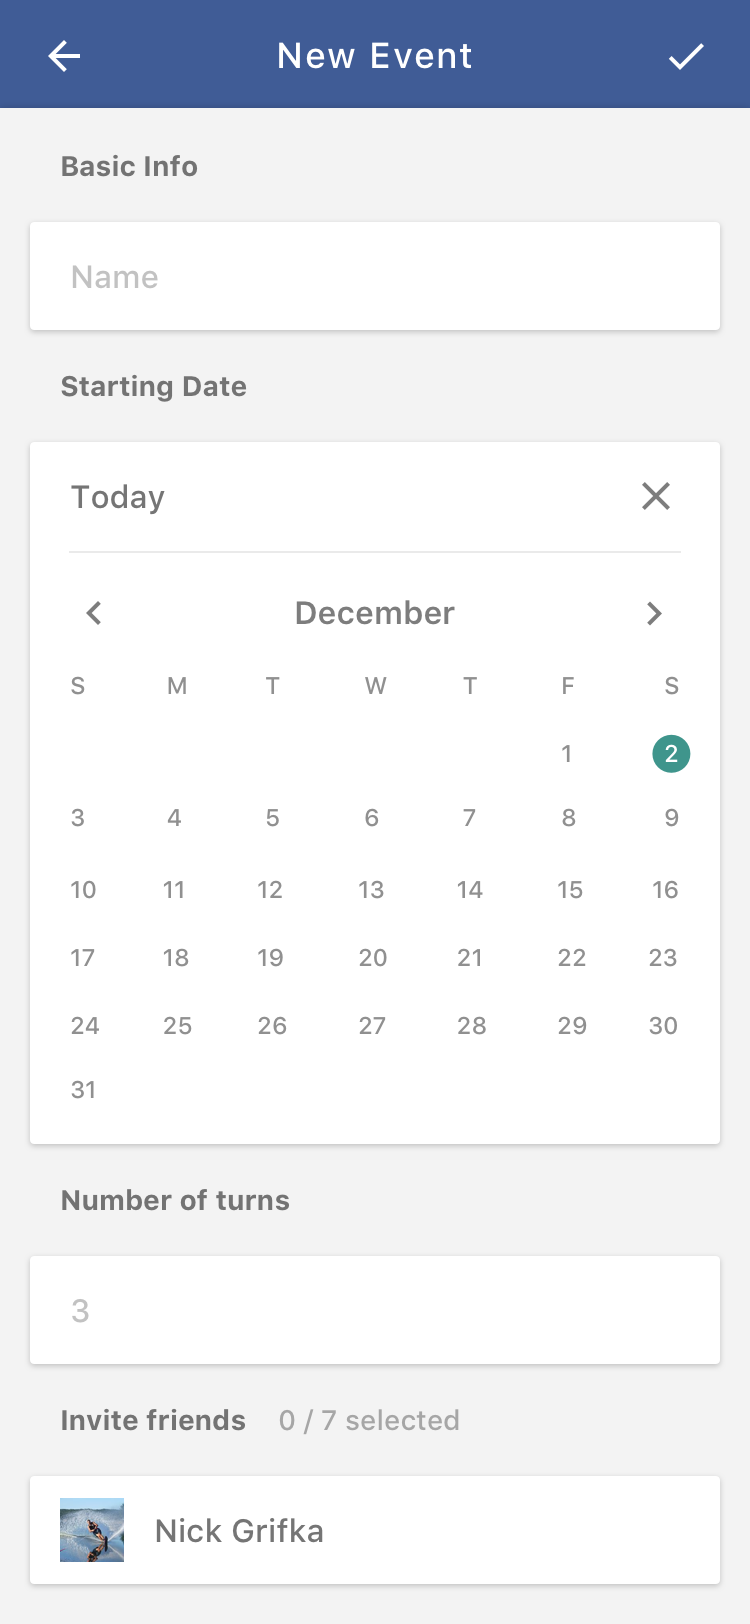 New Event
Basic Info
Name
Starting Date
Today
December
S M T W T F S
1 2
3 4 5 6 7 8 9
10 11 12 13 14 15 16
17 18 19 20 21 22 23
24 25 26 27 28 29 30
31
Number of turns
3
Invite friends 0 / 7 selected
Nick Grifka